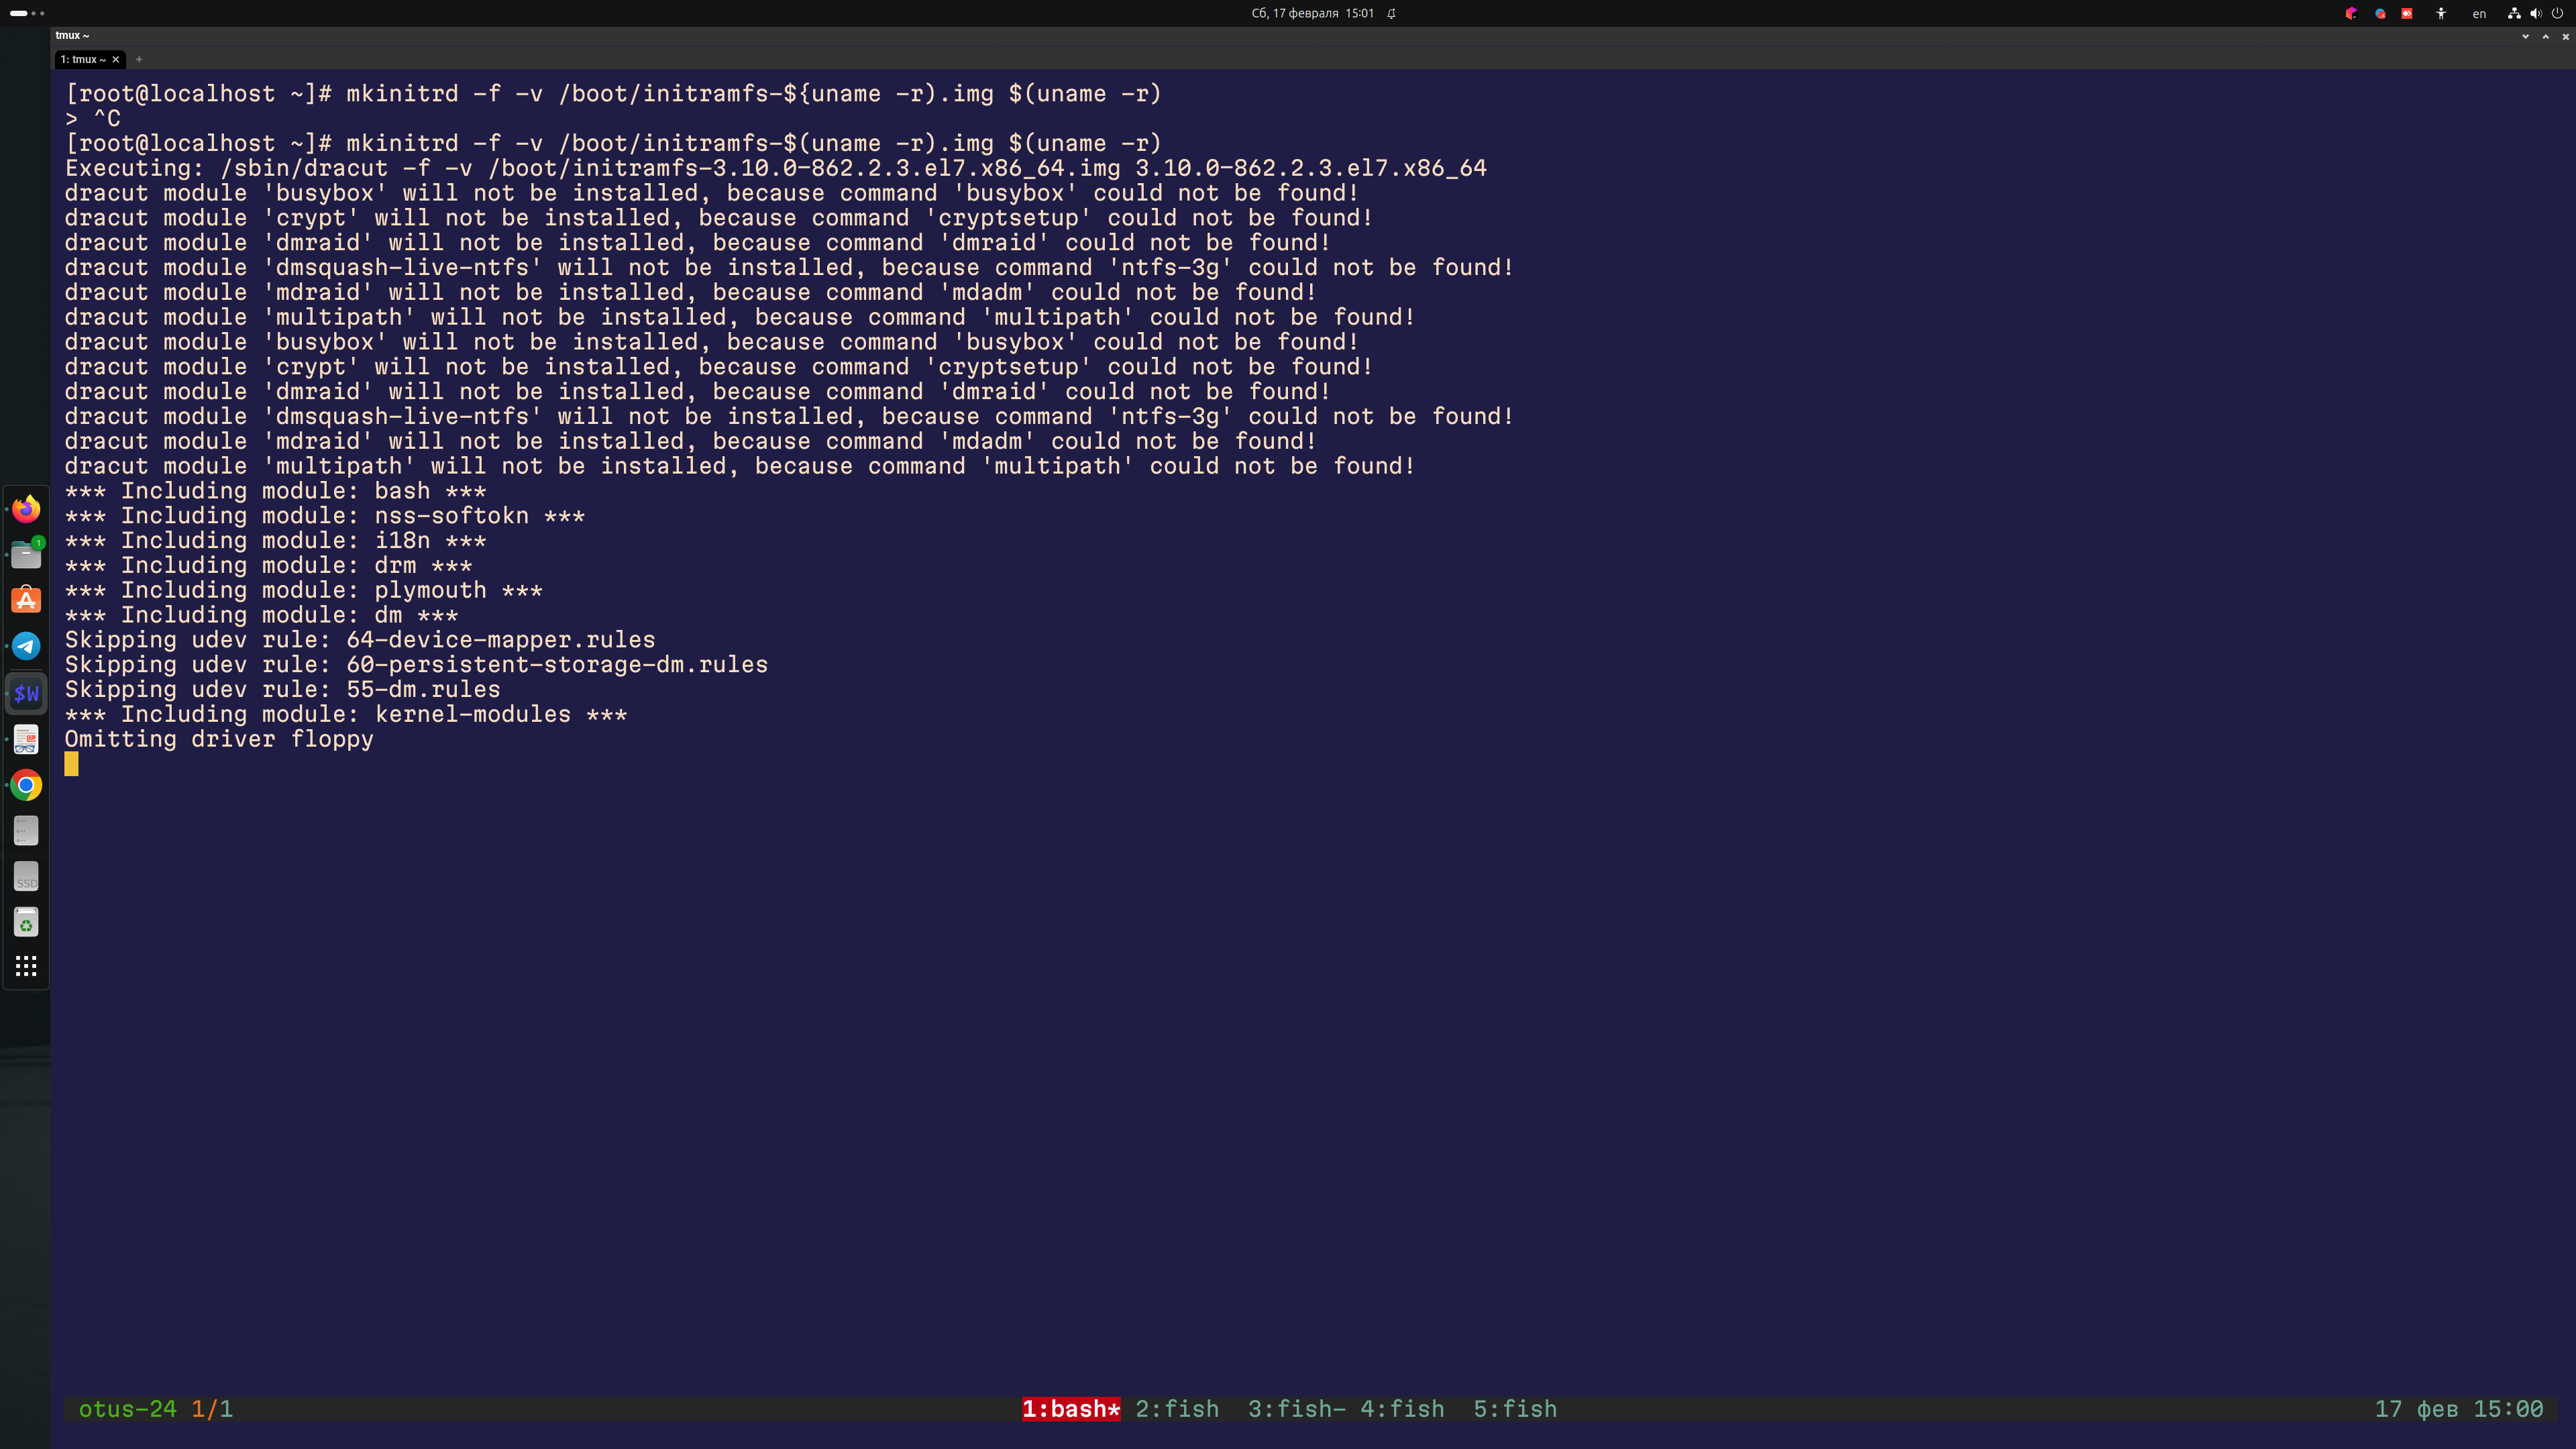 Сб, 17 февраля 15:01
en
tmux ~
1: tmux ~
[root@localhost ~]# mkinitrd -f -v /boot/initramfs-${uname -r).img $(uname -r)
> ^C
[root@localhost ~]# mkinitrd -f -v /boot/initramfs-$(uname -r).img $(uname -r)
Executing: /sbin/dracut -f -v /boot/initramfs-3.10.0-862.2.3.el7.x86_64.img 3.10.0-862.2.3.el7.x86_64
dracut module 'busybox' will not be installed, because command 'busybox' could not be found!
dracut module 'crypt' will not be installed, because command 'cryptsetup' could not be found!
dracut module 'dmraid' will not be installed, because command 'dmraid' could not be found!
dracut module 'dmsquash-live-ntfs' will not be installed, because command 'ntfs-3g' could not be found!
dracut module 'mdraid' will not be installed, because command 'mdadm' could not be found!
dracut module 'multipath' will not be installed, because command 'multipath' could not be found!
dracut module 'busybox' will not be installed, because command 'busybox' could not be found!
dracut module 'crypt' will not be installed, because command 'cryptsetup' could not be found!
dracut module 'dmraid' will not be installed, because command 'dmraid' could not be found!
dracut module 'dmsquash-live-ntfs' will not be installed, because command 'ntfs-3g' could not be found!
dracut module 'mdraid' will not be installed, because command 'mdadm' could not be found!
dracut module 'multipath' will not be installed, because command 'multipath' could not be found!
*** Including module: bash ***
*** Including module: nss-softokn ***
*** Including module: i18n ***
*** Including module: drm ***
*** Including module: plymouth ***
*** Including module: dm ***
Skipping udev rule: 64-device-mapper.rules
Skipping udev rule: 60-persistent-storage-dm.rules
Skipping udev rule: 55-dm.rules
*** Including module: kernel-modules ***
Omitting driver floppy
1
$W
SSD
otus-24 1/1 1:bash* 2:fish 3:fish- 4:fish 5:fish 17 фев 15:00